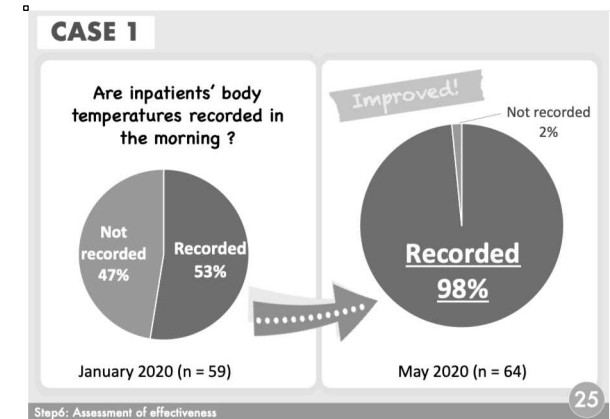 CASE 1
Are inpatients' body
temperatures recorded in
the morning ?
Not
recorded
47%
Recorded
53%
January 2020 (n = 59)
Improved!
Not recorded
2%
Recorded
98%
May 2020 (n = 64)
Step6: Assessment of effectiveness
25